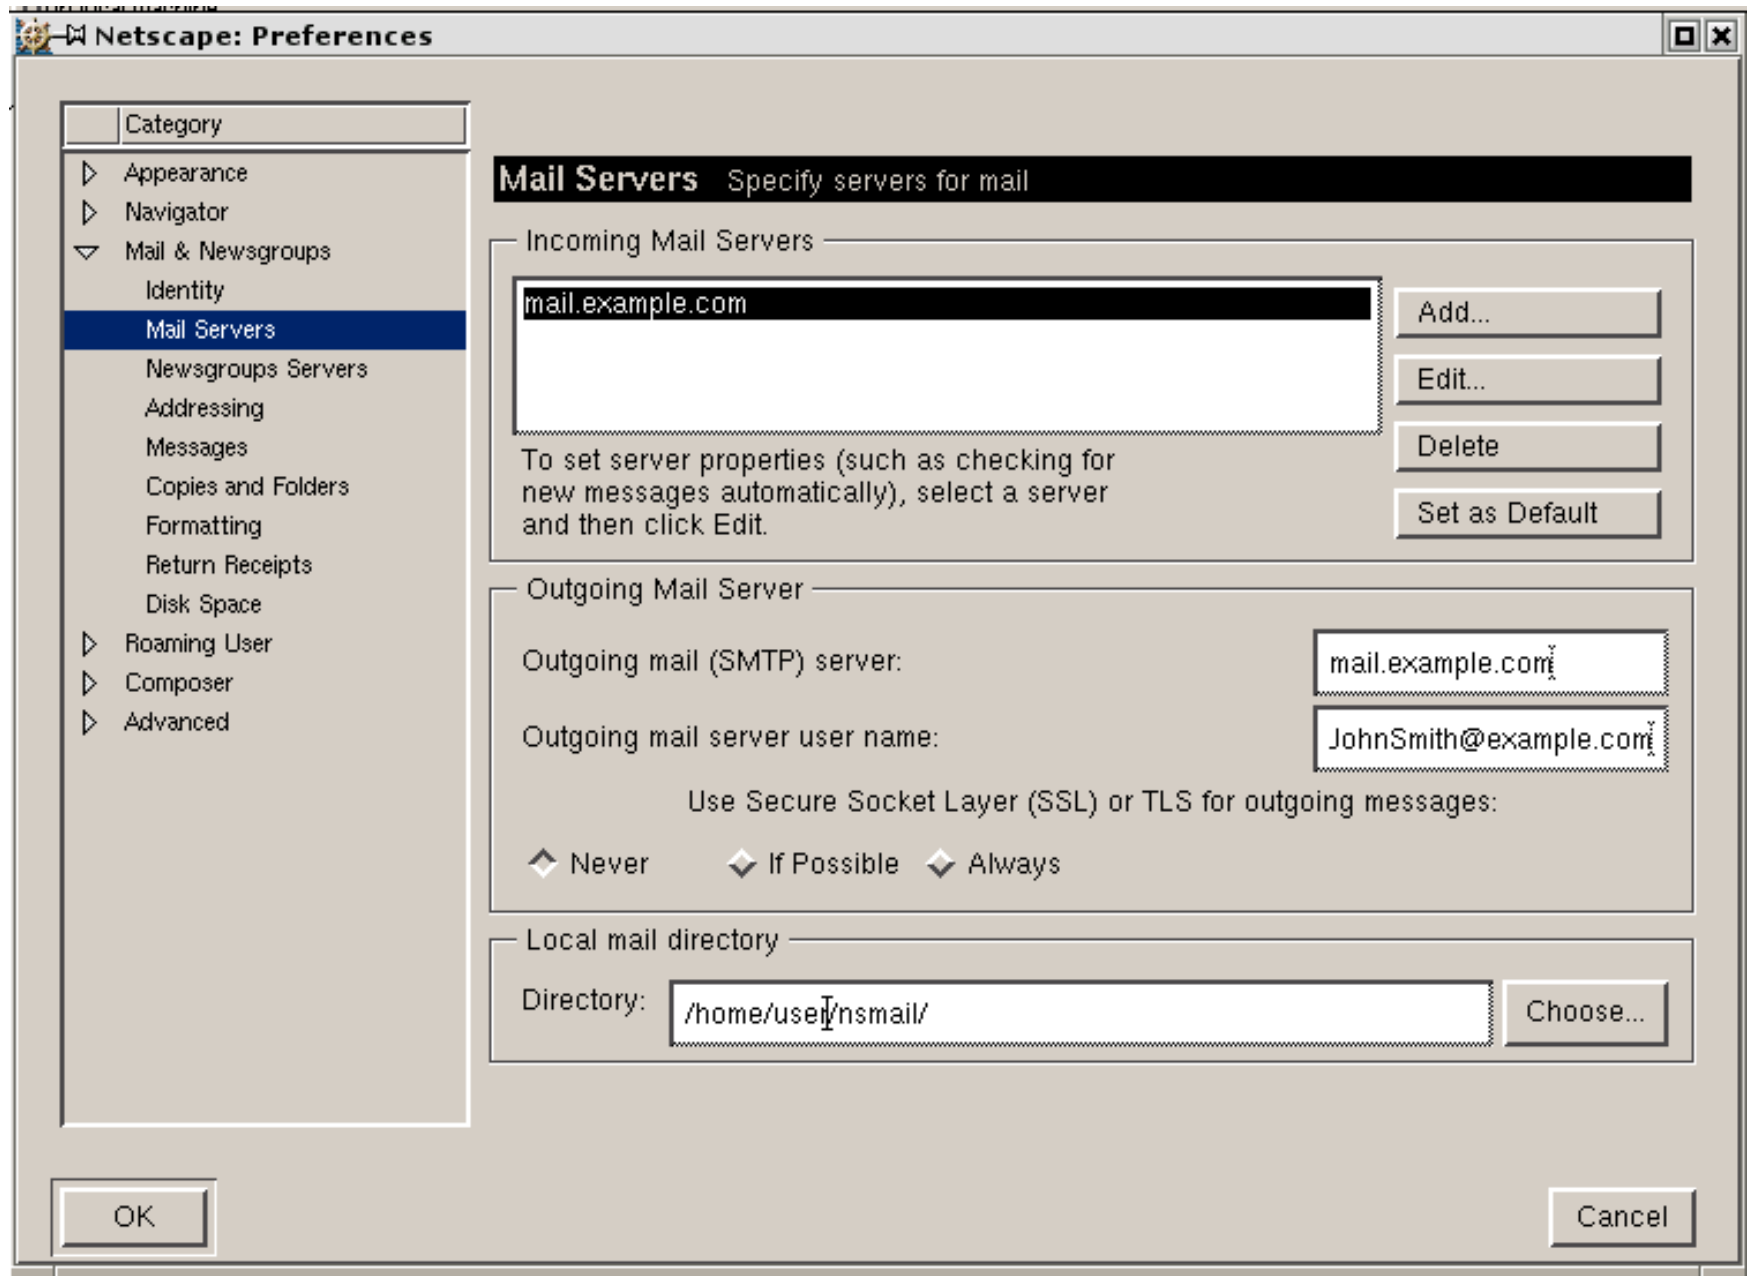 Netscape: Preferences
Category
Appearance
Navigator
Mail & Newsgroups
Identity
Mail Servers
Newsgroups Servers
Addressing
Messages
Copies and Folders
Formatting
Return Receipts
Disk Space
Roaming User
Composer
Advanced
Mail Servers Specify servers for mail
Incoming Mail Servers
mail.example.com
Add...
Edit...
Delete
Set as Default
To set server properties (such as checking for
new messages automatically), select a server
and then click Edit.
Outgoing Mail Server
Outgoing mail (SMTP) server: mail.example.com
Outgoing mail server user name: JohnSmith@example.com
Use Secure Socket Layer (SSL) or TLS for outgoing messages:
Never If Possible Always
Local mail directory
Directory: /home/user/nsmail/ Choose...
OK Cancel